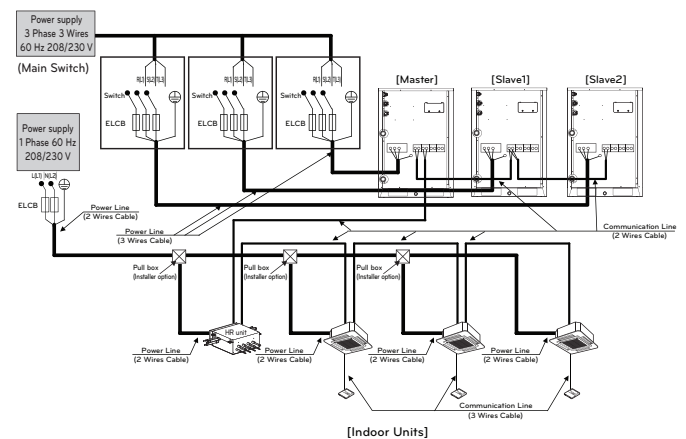 Power supply
3 Phase 3 Wires
60 Hz 208/230 V
(Main Switch)
R(L1) S(L2) T(L3)
Switch
ELCB
R(L1) S(L2) T(L3)
Switch
ELCB
R(L1) S(L2) T(L3)
Switch
ELCB
[Master]
[Slave1]
[Slave2]
Power supply
1 Phase 60 Hz
208/230 V
L(L1) N(L2)
ELCB
Power Line
(2 Wires Cable)
Power Line
(3 Wires Cable)
Communication Line
(2 Wires Cable)
Pull box
(Installer option)
Pull box
(Installer option)
Pull box
(Installer option)
HR unit
Power Line
(2 Wires Cable)
Power Line
(2 Wires Cable)
Power Line
(2 Wires Cable)
Power Line
(2 Wires Cable)
Communication Line
(3 Wires Cable)
[Indoor Units]